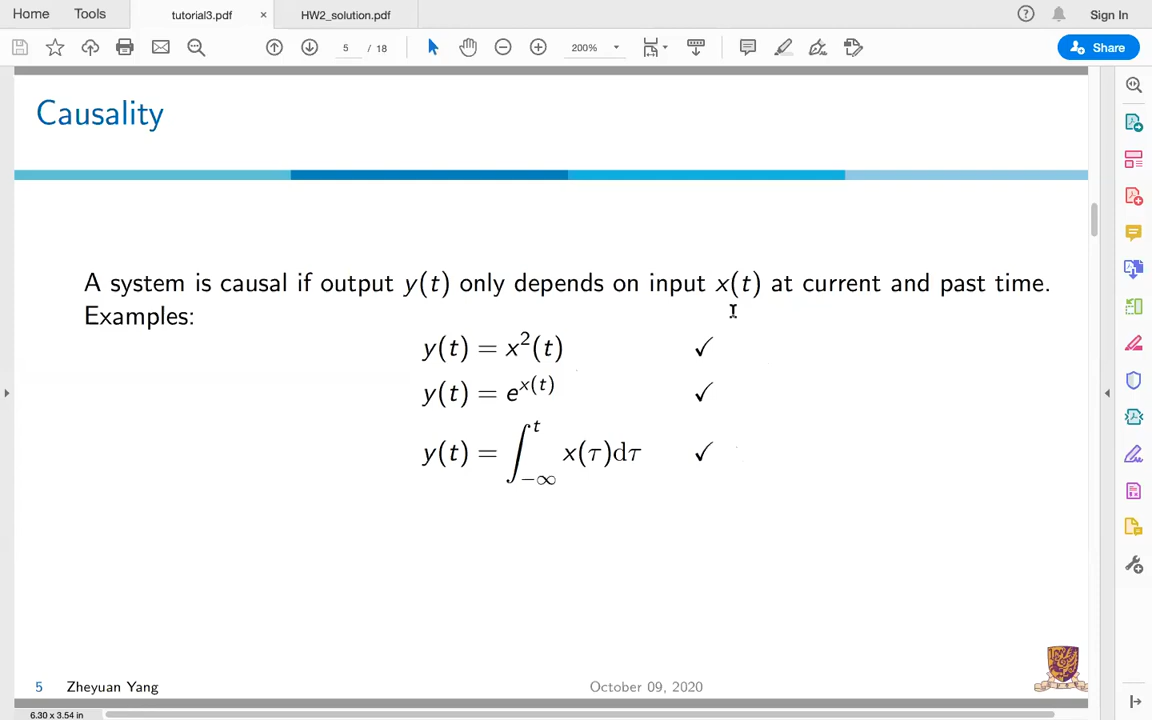 Home Tools tutorial3.pdf × HW2_solution.pdf ? Sign In
5 / 18 200% Share
Causality
A system is causal if output y(t) only depends on input x(t) at current and past time.
Examples:
y(t) = x²(t) ✓
y(t) = e^{x(t)} ✓
y(t) = ∫_{−∞}^{t} x(τ)dτ ✓
5 Zheyuan Yang October 09, 2020
6.30 x 3.54 in